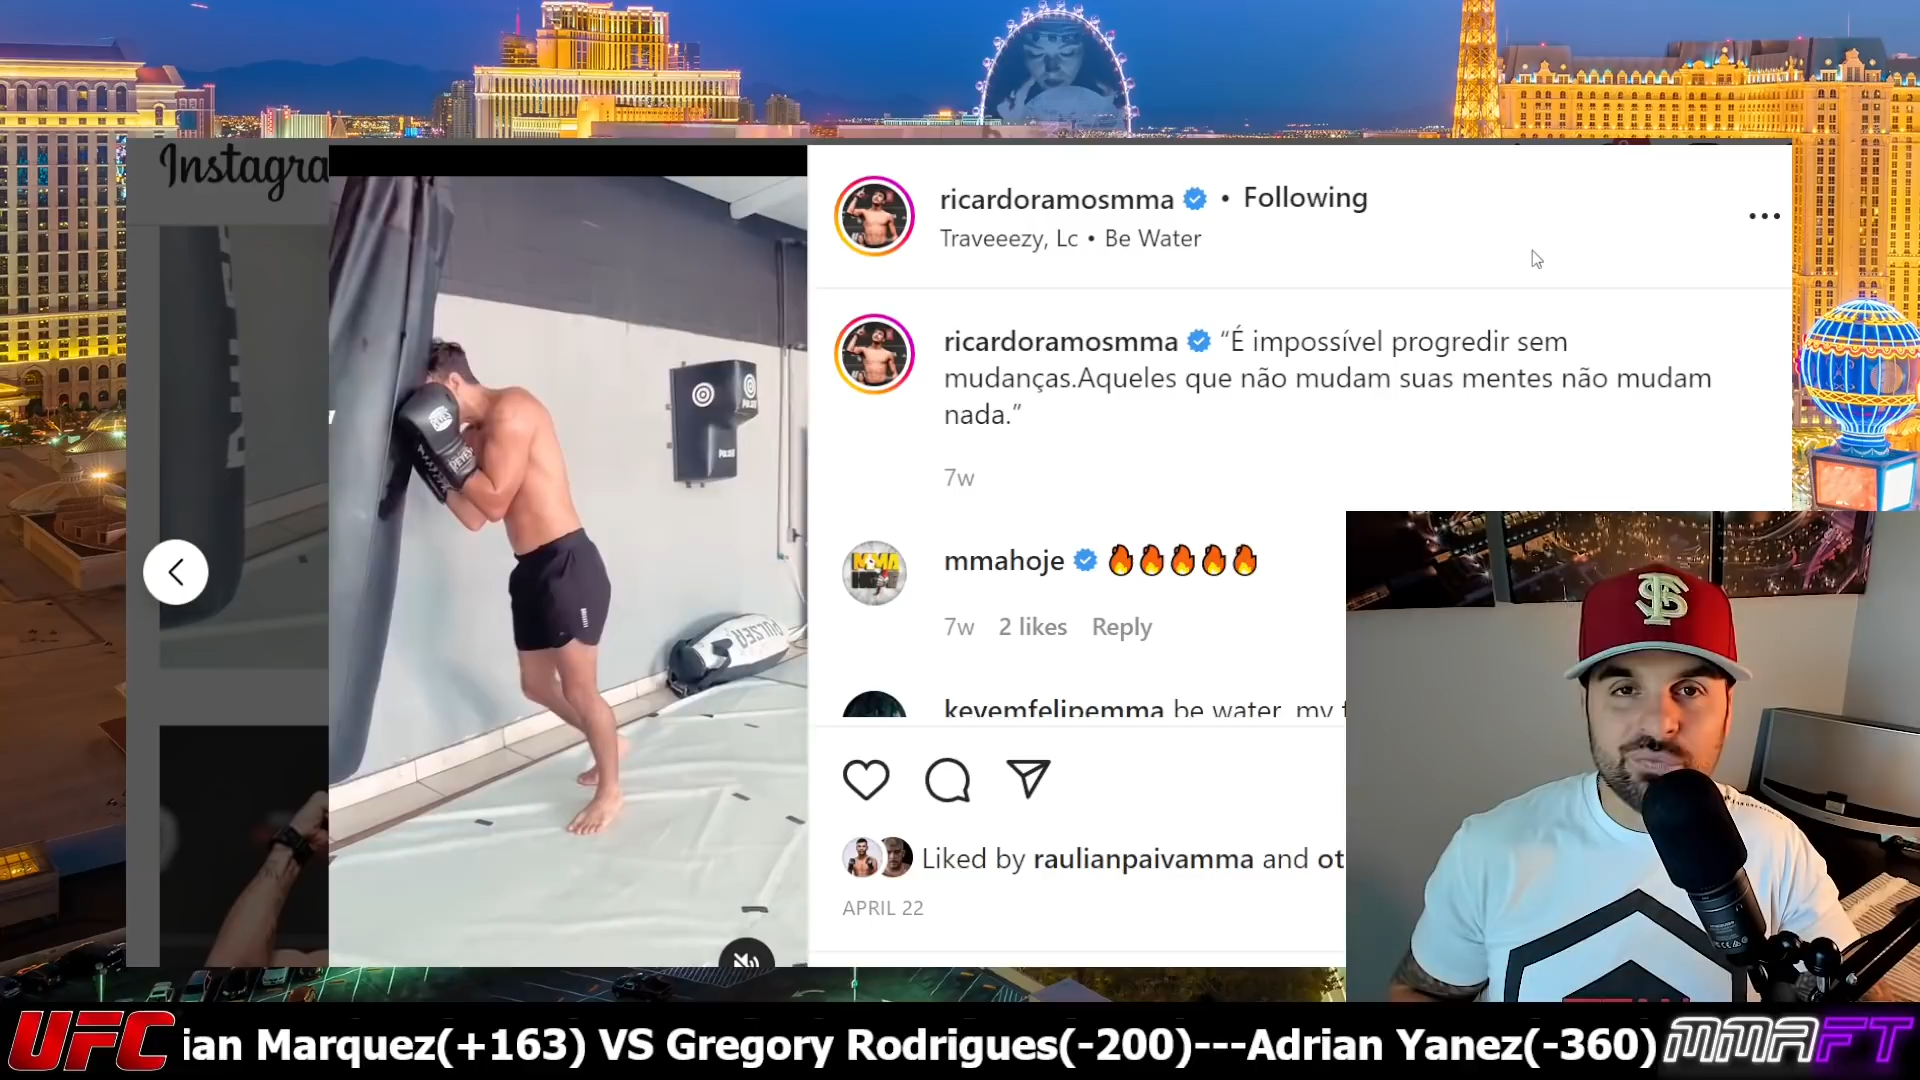 Instagra
ricardoramosmma • Following
Traveeezy, Lc • Be Water
ricardoramosmma “É impossível progredir sem
mudanças.Aqueles que não mudam suas mentes não mudam
nada.”
7w
mmahoje 🔥🔥🔥🔥🔥
7w 2 likes Reply
kevemfelipemma be water, my f
Liked by raulianpaivamma and ot
APRIL 22
PULSER
UFC
ian Marquez(+163) VS Gregory Rodrigues(-200)---Adrian Yanez(-360)
MMAFT